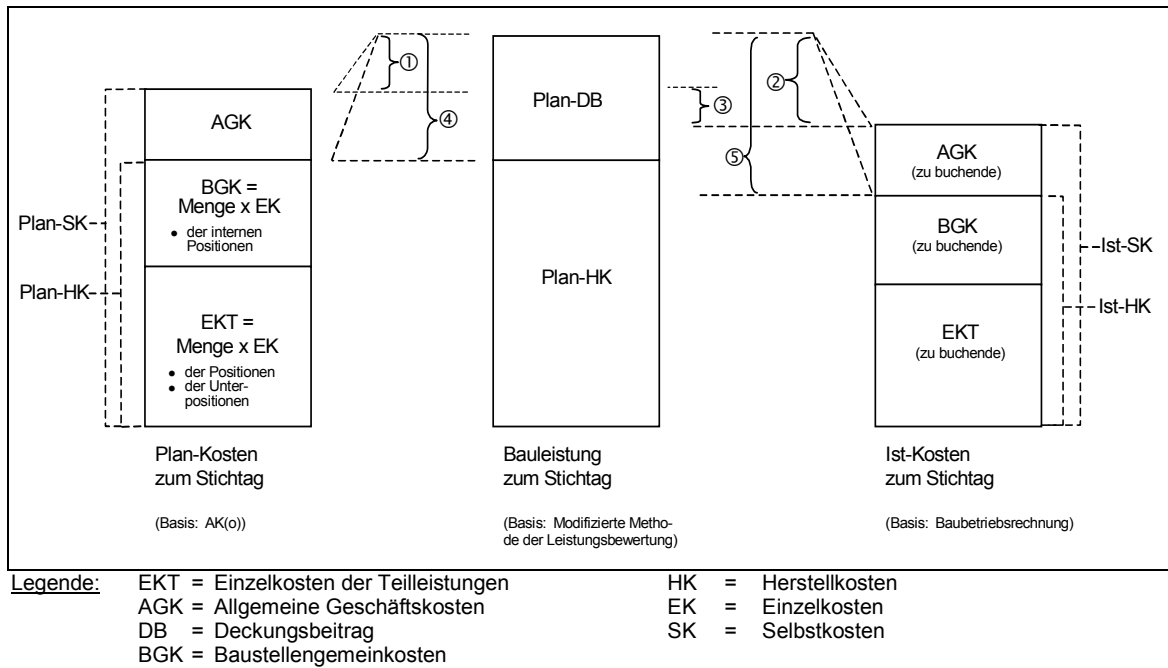 AGK
BGK =
Menge x EK
• der internen
Positionen
EKT =
Menge x EK
• der Positionen
• der Unter-
positionen
Plan-SK
Plan-HK
Plan-Kosten
zum Stichtag
(Basis: AK(o))
①
④
Plan-DB
Plan-HK
Bauleistung
zum Stichtag
(Basis: Modifizierte Metho-
de der Leistungsbewertung)
②
③
⑤
AGK
(zu buchende)
BGK
(zu buchende)
EKT
(zu buchende)
Ist-SK
Ist-HK
Ist-Kosten
zum Stichtag
(Basis: Baubetriebsrechnung)
Legende: EKT = Einzelkosten der Teilleistungen HK = Herstellkosten
AGK = Allgemeine Geschäftskosten EK = Einzelkosten
DB = Deckungsbeitrag SK = Selbstkosten
BGK = Baustellengemeinkosten